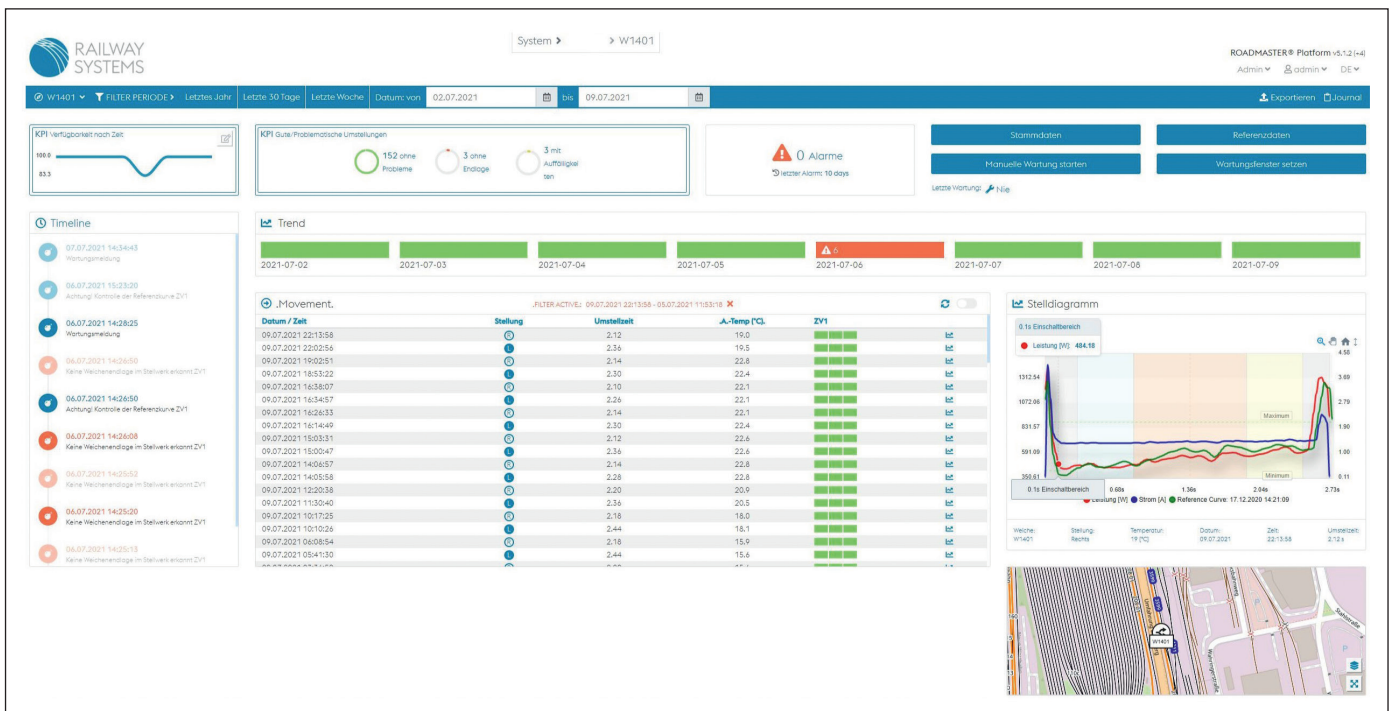 RAILWAY
SYSTEMS
System > > W1401
ROADMASTER® Platform v5.1.2 (+4)
Admin admin DE
W1401 FILTER PERIODE > Letztes Jahr Letzte 30 Tage Letzte Woche Datum: von 02.07.2021 bis 09.07.2021 Exportieren Journal
KPI Verfügbarkeit nach Zeit
100.0
83.3
KPI Gute/Problematische Umstellungen
152 ohne
Probleme
3 ohne
Endlage
3 mit
Auffälligkei
ten
0 Alarme
letzter Alarm: 10 days
Stammdaten
Referenzdaten
Manuelle Wartung starten
Wartungsfenster setzen
Letzte Wartung: Nie
Timeline
07.07.2021 14:34:43
Wartungsmeldung
06.07.2021 15:23:20
Achtung! Kontrolle der Referenzkurve ZV1
06.07.2021 14:28:25
Wartungsmeldung
06.07.2021 14:26:50
Keine Weichenendlage im Stellwerk erkannt ZV1
06.07.2021 14:26:50
Achtung! Kontrolle der Referenzkurve ZV1
06.07.2021 14:26:08
Keine Weichenendlage im Stellwerk erkannt ZV1
06.07.2021 14:25:52
Keine Weichenendlage im Stellwerk erkannt ZV1
06.07.2021 14:25:20
Keine Weichenendlage im Stellwerk erkannt ZV1
06.07.2021 14:25:13
Keine Weichenendlage im Stellwerk erkannt ZV1
Trend
6
2021-07-02 2021-07-03 2021-07-04 2021-07-05 2021-07-06 2021-07-07 2021-07-08 2021-07-09
.Movement. .FILTER ACTIVE.: 09.07.2021 22:13:58 - 05.07.2021 11:53:18
Datum / Zeit Stellung Umstellzeit .A.-Temp (°C). ZV1
09.07.2021 22:13:58 R 2.12 19.0
09.07.2021 22:02:56 L 2.36 19.5
09.07.2021 19:02:51 R 2.14 22.8
09.07.2021 18:53:22 L 2.30 22.4
09.07.2021 16:38:07 R 2.10 22.1
09.07.2021 16:34:57 L 2.26 22.1
09.07.2021 16:26:33 R 2.14 22.1
09.07.2021 16:14:49 L 2.30 22.4
09.07.2021 15:03:31 R 2.12 22.6
09.07.2021 15:00:47 L 2.36 22.6
09.07.2021 14:06:57 R 2.14 22.8
09.07.2021 14:05:58 L 2.28 22.8
09.07.2021 12:20:38 R 2.20 20.9
09.07.2021 11:30:40 L 2.36 20.5
09.07.2021 10:17:25 R 2.18 18.0
09.07.2021 10:10:26 L 2.44 18.1
09.07.2021 06:08:54 R 2.18 15.9
09.07.2021 05:41:30 L 2.44 15.6
Stelldiagramm
0.1s Einschaltbereich
Leistung [W]: 484.18
4.58
1312.54 3.69
1072.06 2.79
Maximum
831.57 1.90
591.09 1.00
Minimum
350.61 0.11
0.1s Einschaltbereich 0.68s 1.36s 2.04s 2.73s
Leistung [W] Strom [A] Reference Curve: 17.12.2020 14:21:09
Weiche: Stellung: Temperatur: Datum: Zeit: Umstellzeit:
W1401 Rechts 19 [°C] 09.07.2021 22:13:58 2.12 s
Umfahrung
W1401
Wahringerstraße
Stahlstraße
P